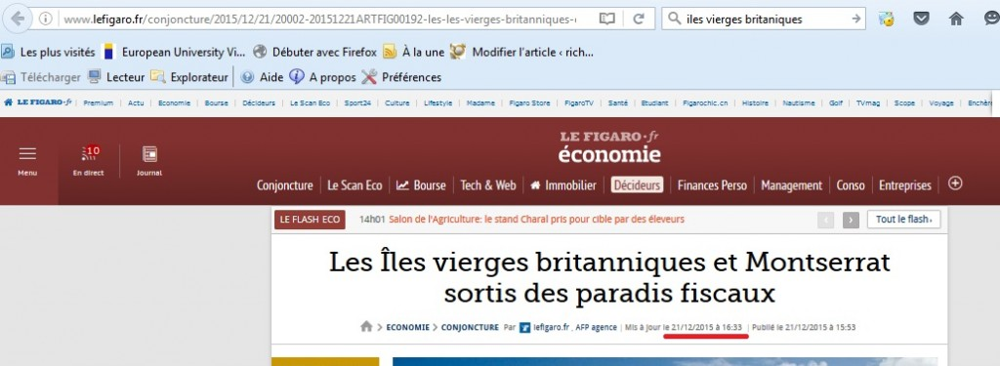 www.lefigaro.fr/conjoncture/2015/12/21/20002-20151221ARTFIG00192-les-les-vierges-britanniques-e
iles vierges britaniques
Les plus visités European University Vi... Débuter avec Firefox À la une Modifier l'article ‹ rich...
Télécharger Lecteur Explorateur Aide A propos Préférences
LE FIGARO·fr Premium Actu Economie Bourse Décideurs Le Scan Eco Sport24 Culture Lifestyle Madame Figaro Store FigaroTV Santé Etudiant Figarochic.cn Histoire Nautisme Golf TVmag Scope Voyage Enchère
LE FIGARO·fr
économie
10
Menu En direct Journal
Conjoncture Le Scan Eco Bourse Tech & Web Immobilier Décideurs Finances Perso Management Conso Entreprises
LE FLASH ECO 14h01 Salon de l'Agriculture: le stand Charal pris pour cible par des éleveurs Tout le flash›
Les Îles vierges britanniques et Montserrat
sortis des paradis fiscaux
> ECONOMIE > CONJONCTURE Par lefigaro.fr , AFP agence | Mis à jour le 21/12/2015 à 16:33 | Publié le 21/12/2015 à 15:53